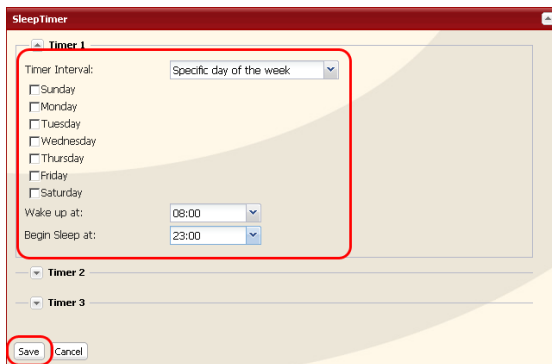 SleepTimer
Timer 1
Timer Interval: Specific day of the week
Sunday
Monday
Tuesday
Wednesday
Thursday
Friday
Saturday
Wake up at: 08:00
Begin Sleep at: 23:00
Timer 2
Timer 3
Save Cancel